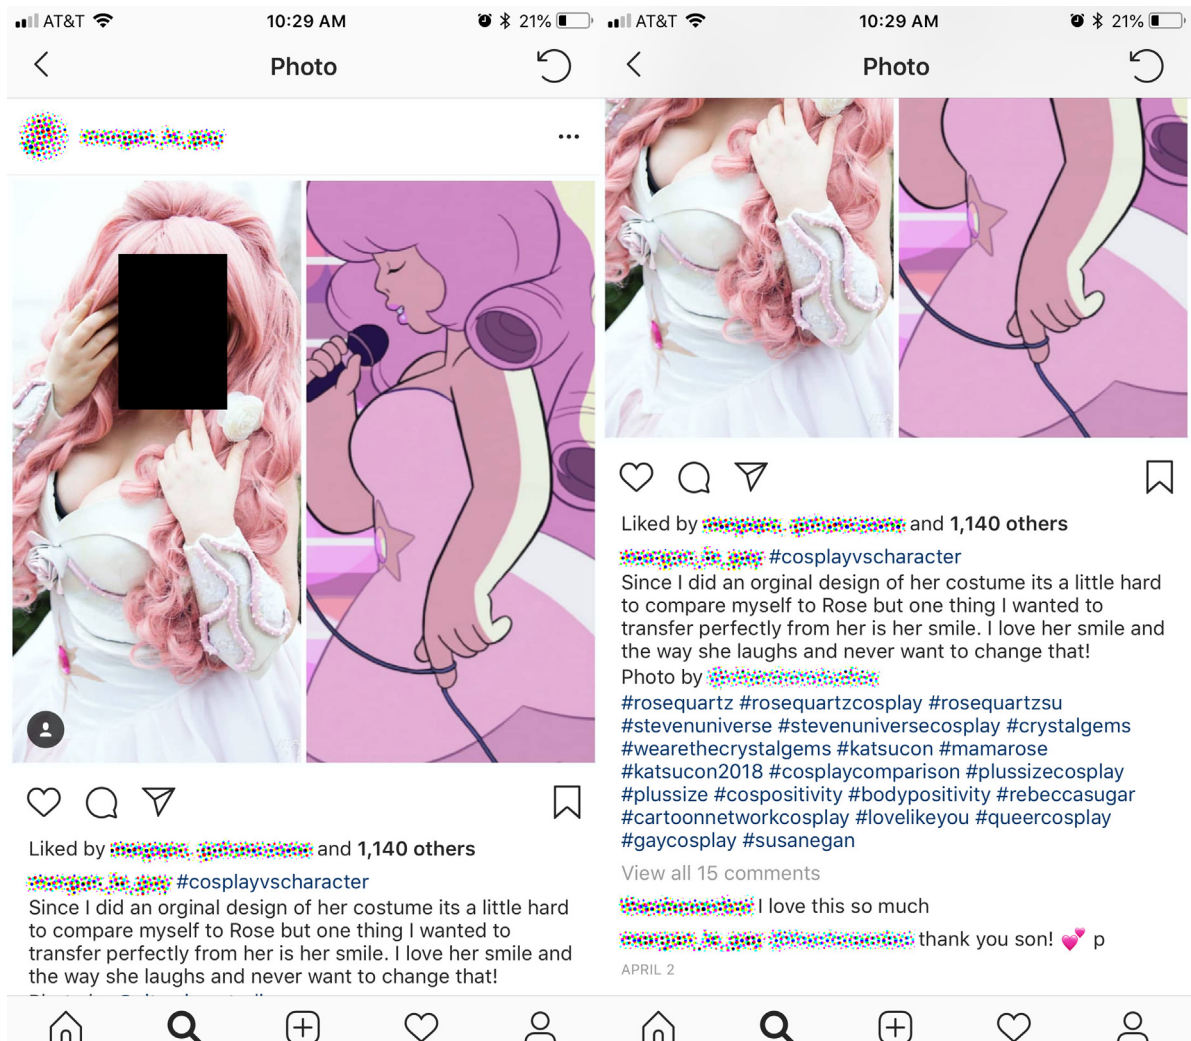 AT&T 10:29 AM 21%
Photo
Liked by and 1,140 others
#cosplayvscharacter
Since I did an orginal design of her costume its a little hard
to compare myself to Rose but one thing I wanted to
transfer perfectly from her is her smile. I love her smile and
the way she laughs and never want to change that!
AT&T 10:29 AM 21%
Photo
Liked by and 1,140 others
#cosplayvscharacter
Since I did an orginal design of her costume its a little hard
to compare myself to Rose but one thing I wanted to
transfer perfectly from her is her smile. I love her smile and
the way she laughs and never want to change that!
Photo by
#rosequartz #rosequartzcosplay #rosequartzsu
#stevenuniverse #stevenuniversecosplay #crystalgems
#wearethecrystalgems #katsucon #mamarose
#katsucon2018 #cosplaycomparison #plussizecosplay
#plussize #cospositivity #bodypositivity #rebeccasugar
#cartoonnetworkcosplay #lovelikeyou #queercosplay
#gaycosplay #susanegan
View all 15 comments
I love this so much
thank you son! 💕 p
APRIL 2